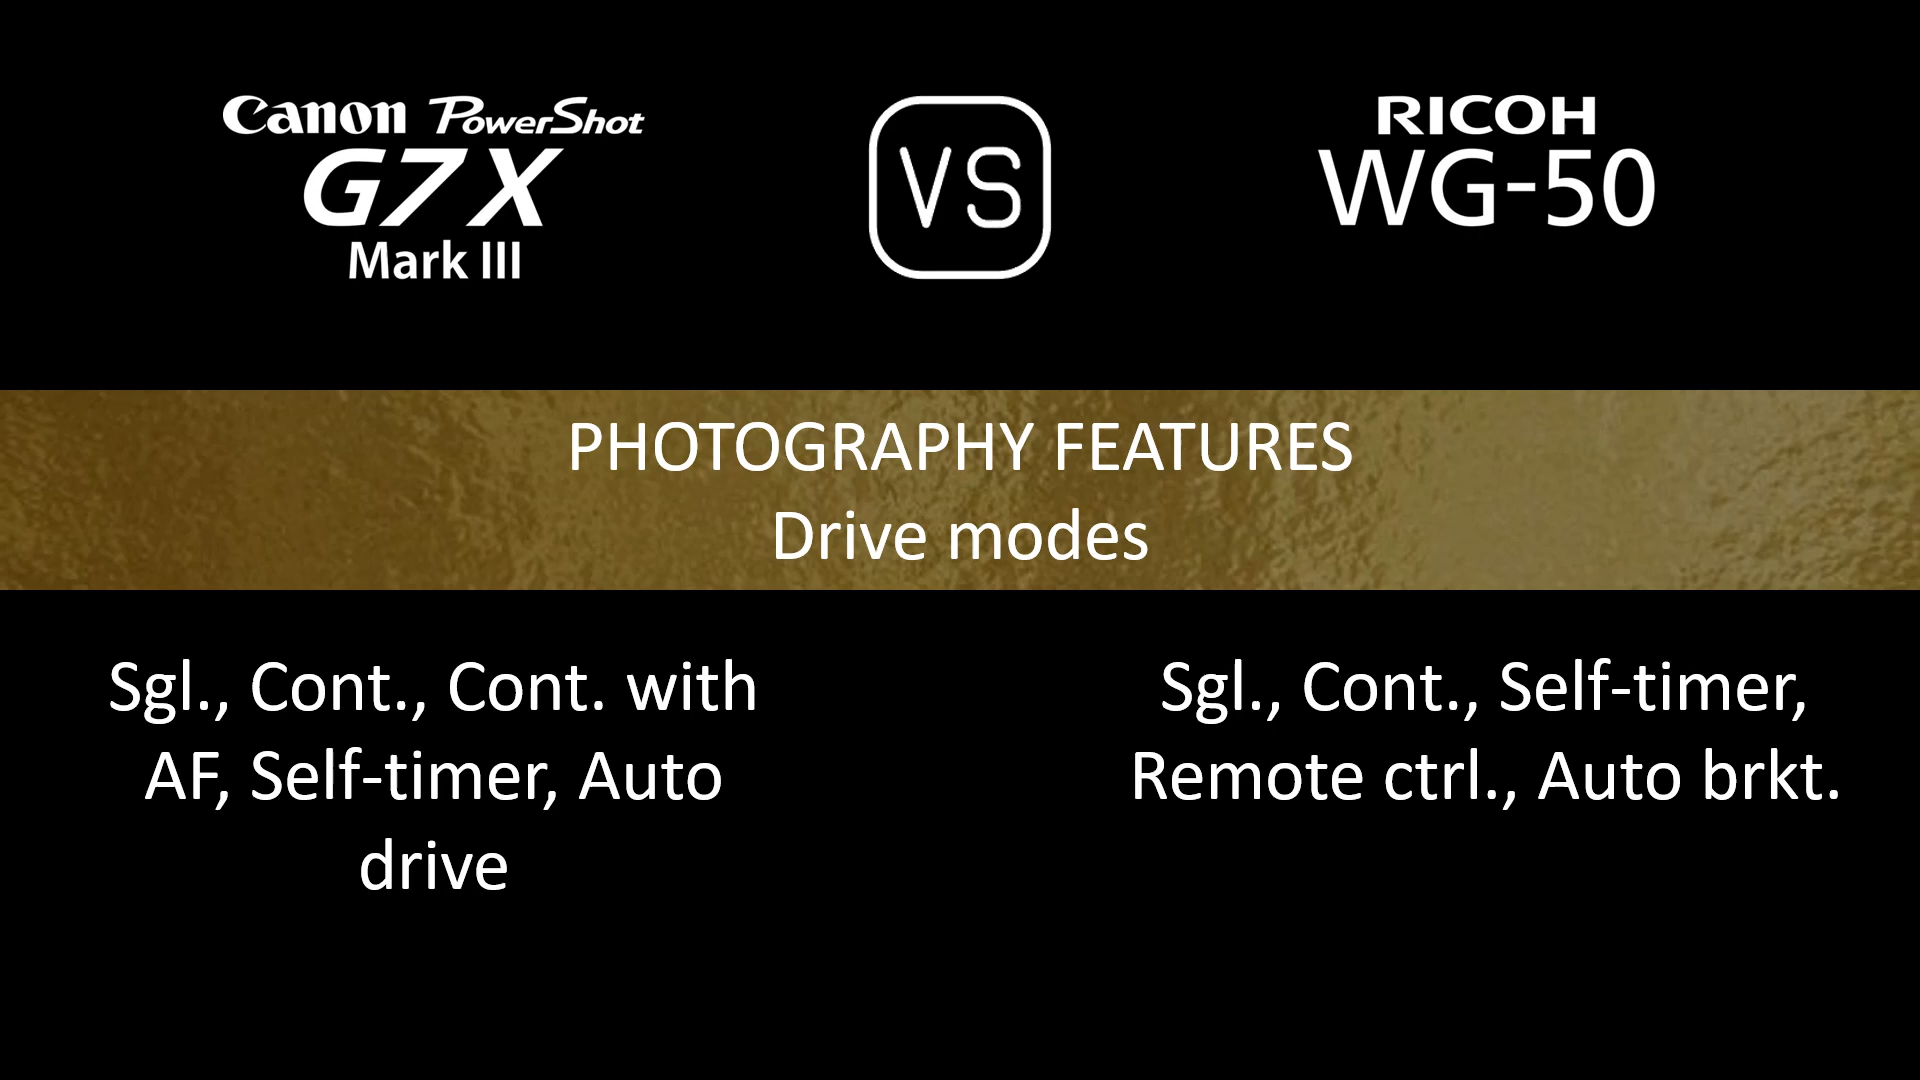 Canon PowerShot
G7 X
Mark III
VS
RICOH
WG-50
PHOTOGRAPHY FEATURES
Drive modes
Sgl., Cont., Cont. with
AF, Self-timer, Auto
drive
Sgl., Cont., Self-timer,
Remote ctrl., Auto brkt.